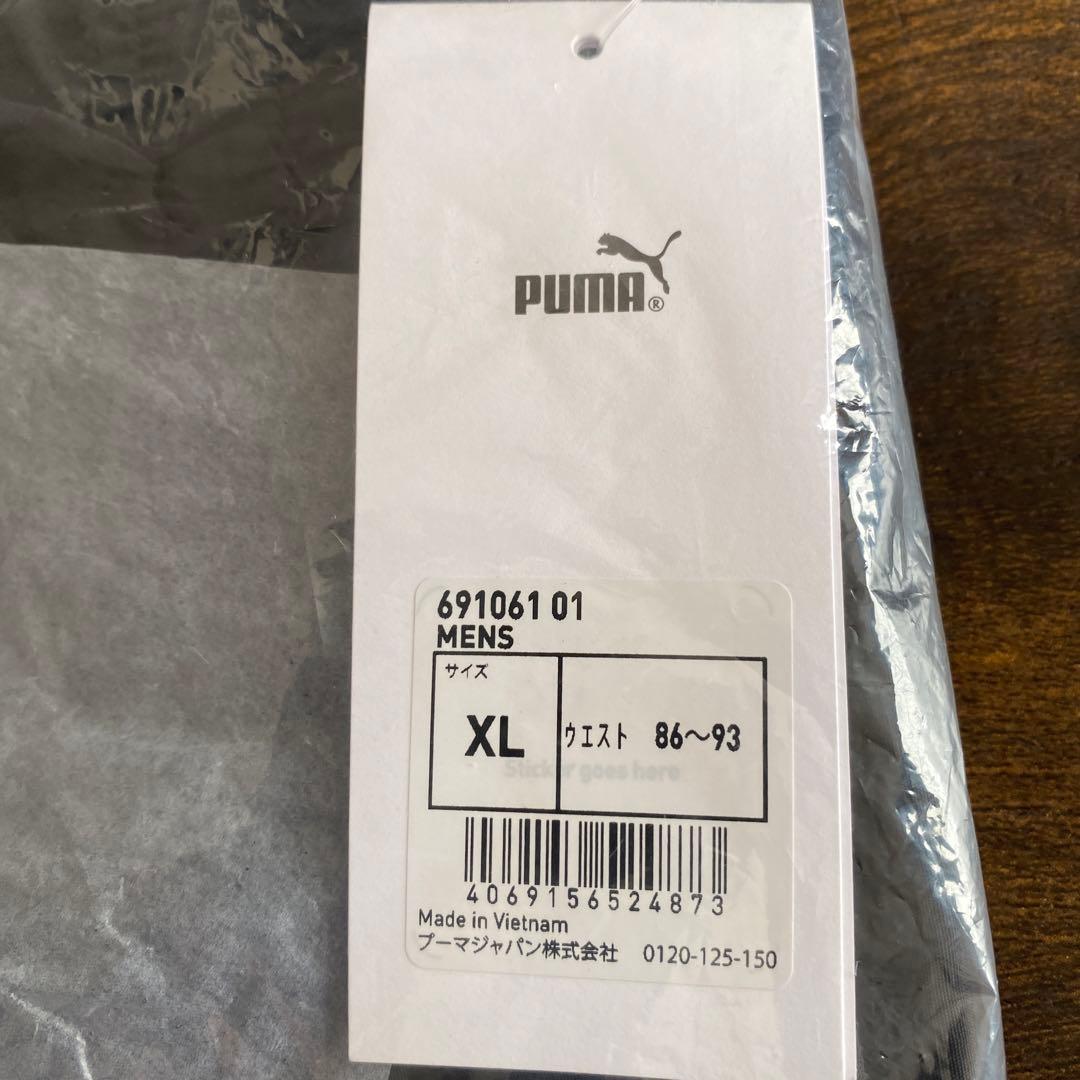 PUMA®
691061 01
MENS
サイズ
XL
ウエスト 86～93
Sticker goes here
4069156524873
Made in Vietnam
プーマジャパン株式会社 0120-125-150